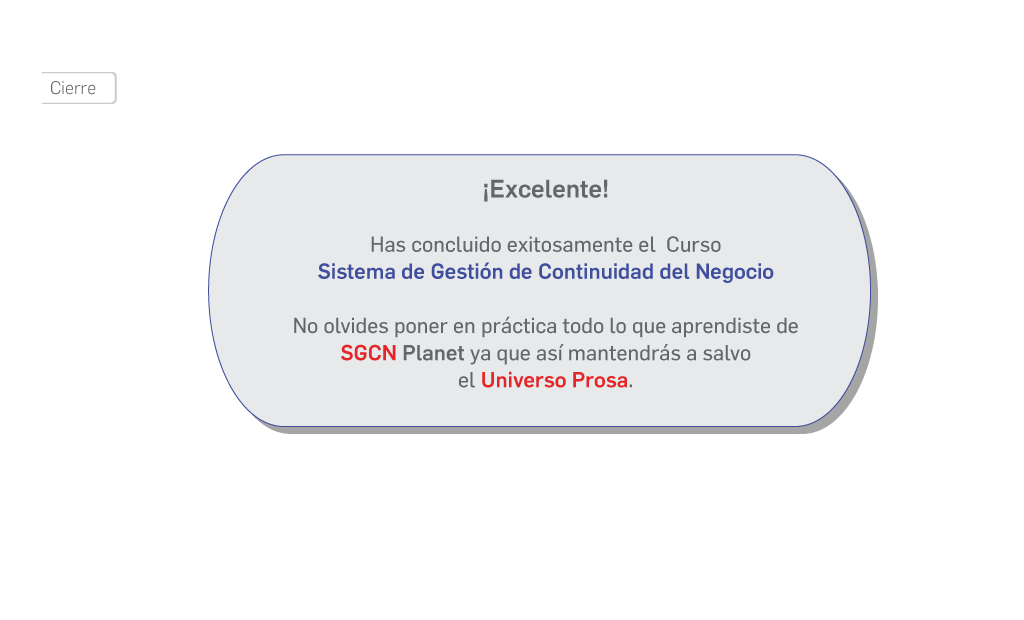 Cierre
¡Excelente!
Has concluido exitosamente el  Curso
Sistema de Gestión de Continuidad del Negocio
No olvides poner en práctica todo lo que aprendiste de
SGCN Planet ya que así mantendrás a salvo
el Universo Prosa.